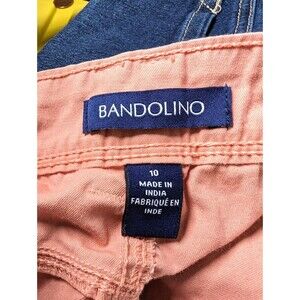 BANDOLINO
10
MADE IN
INDIA
FABRIQUÉ EN
INDE